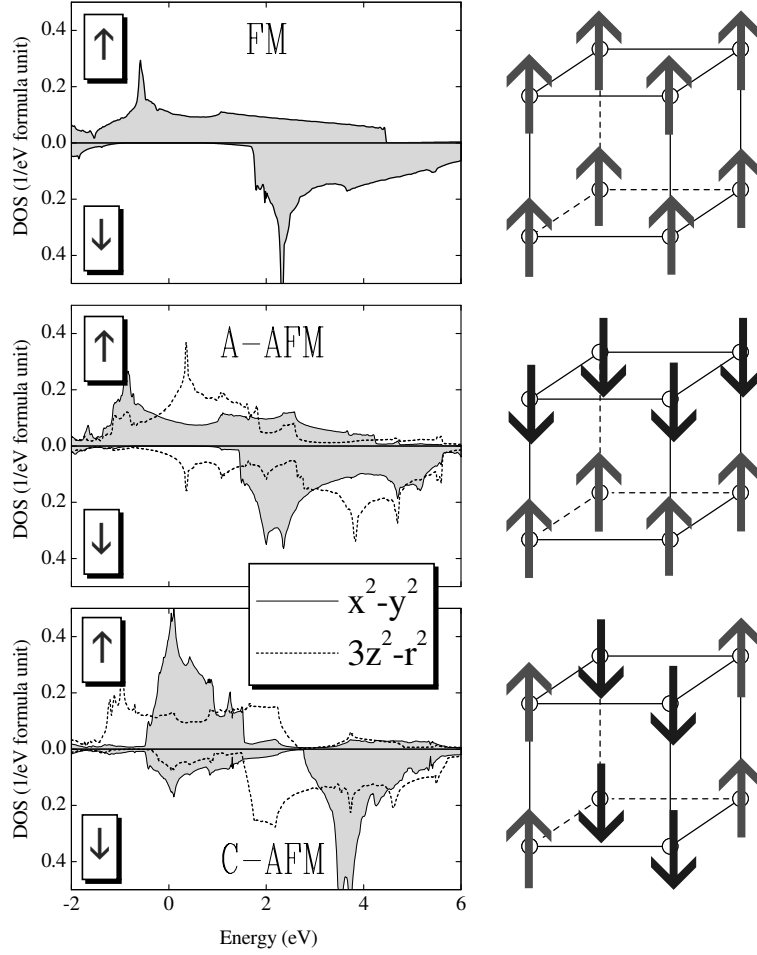 DOS (1/eV formula unit)
0.4
0.2
0.0
0.2
0.4
↑
↓
FM
DOS (1/eV formula unit)
0.4
0.2
0.0
0.2
0.4
↑
↓
A-AFM
x²-y²
3z²-r²
DOS (1/eV formula unit)
0.4
0.2
0.0
0.2
0.4
↑
↓
C-AFM
-2 0 2 4 6
Energy (eV)